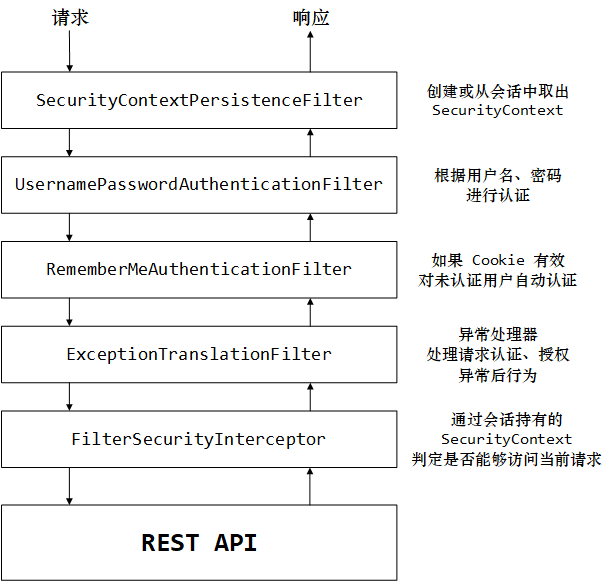 请求
响应
SecurityContextPersistenceFilter
创建或从会话中取出
SecurityContext
UsernamePasswordAuthenticationFilter
根据用户名、密码
进行认证
RememberMeAuthenticationFilter
如果 Cookie 有效
对未认证用户自动认证
ExceptionTranslationFilter
异常处理器
处理请求认证、授权
异常后行为
FilterSecurityInterceptor
通过会话持有的
SecurityContext
判定是否能够访问当前请求
REST API